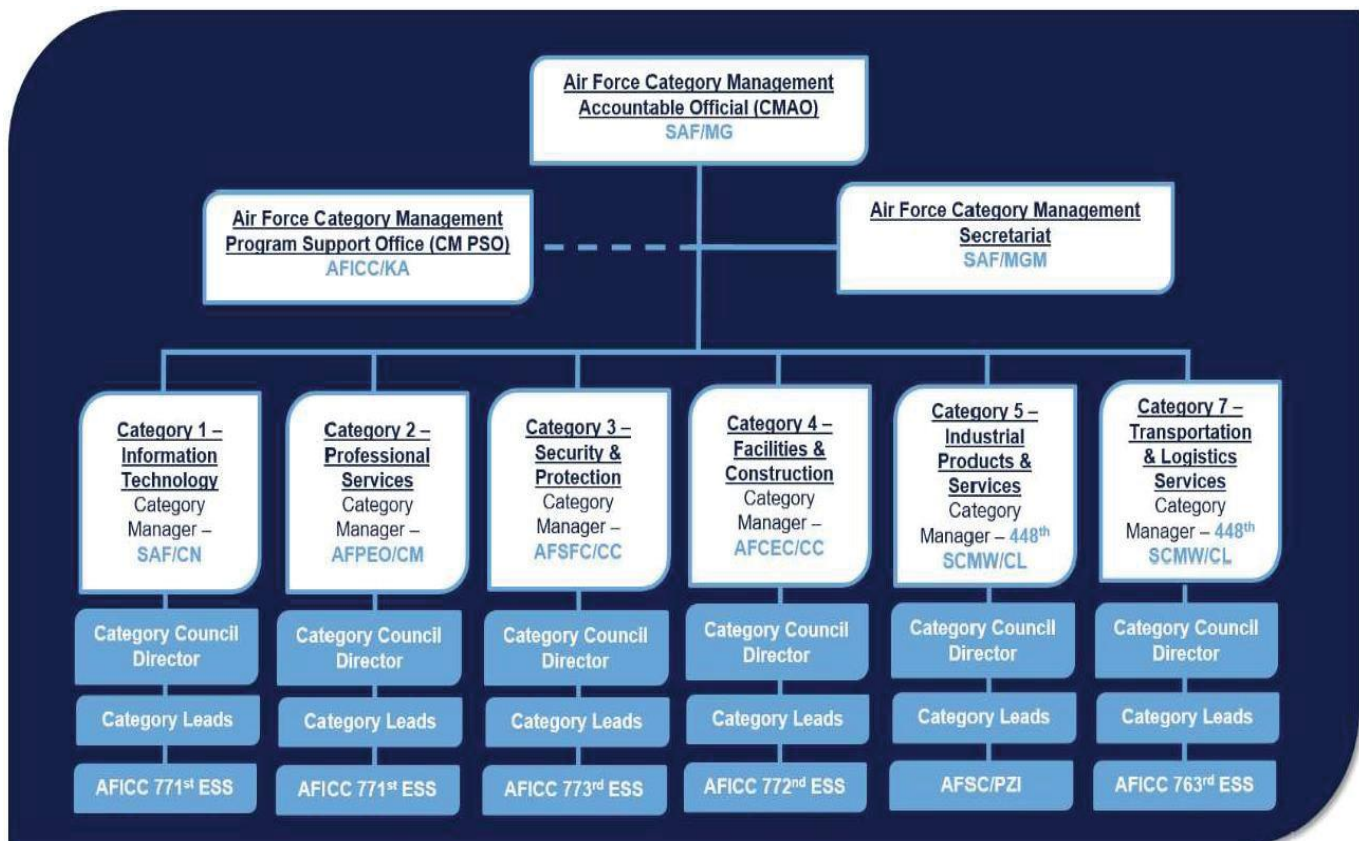 Air Force Category Management
Accountable Official (CMAO)
SAF/MG
Air Force Category Management
Program Support Office (CM PSO)
AFICC/KA
Air Force Category Management
Secretariat
SAF/MGM
Category 1 –
Information
Technology
Category
Manager –
SAF/CN
Category 2 –
Professional
Services
Category
Manager –
AFPEO/CM
Category 3 –
Security &
Protection
Category
Manager –
AFSFC/CC
Category 4 –
Facilities &
Construction
Category
Manager –
AFCEC/CC
Category 5 –
Industrial
Products &
Services
Category
Manager – 448th
SCMW/CL
Category 7 –
Transportation
& Logistics
Services
Category
Manager – 448th
SCMW/CL
Category Council
Director
Category Council
Director
Category Council
Director
Category Council
Director
Category Council
Director
Category Council
Director
Category Leads
Category Leads
Category Leads
Category Leads
Category Leads
Category Leads
AFICC 771st ESS
AFICC 771st ESS
AFICC 773rd ESS
AFICC 772nd ESS
AFSC/PZI
AFICC 763rd ESS